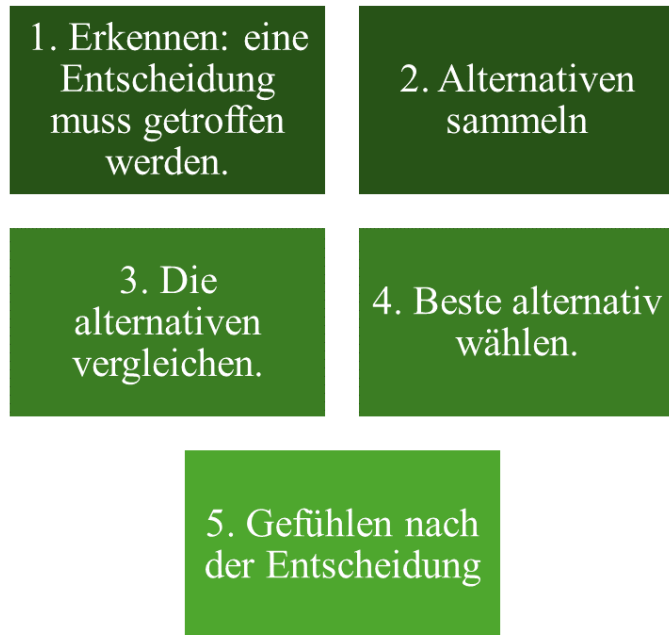 1. Erkennen: eine
Entscheidung
muss getroffen
werden.
2. Alternativen
sammeln
3. Die
alternativen
vergleichen.
4. Beste alternativ
wählen.
5. Gefühlen nach
der Entscheidung